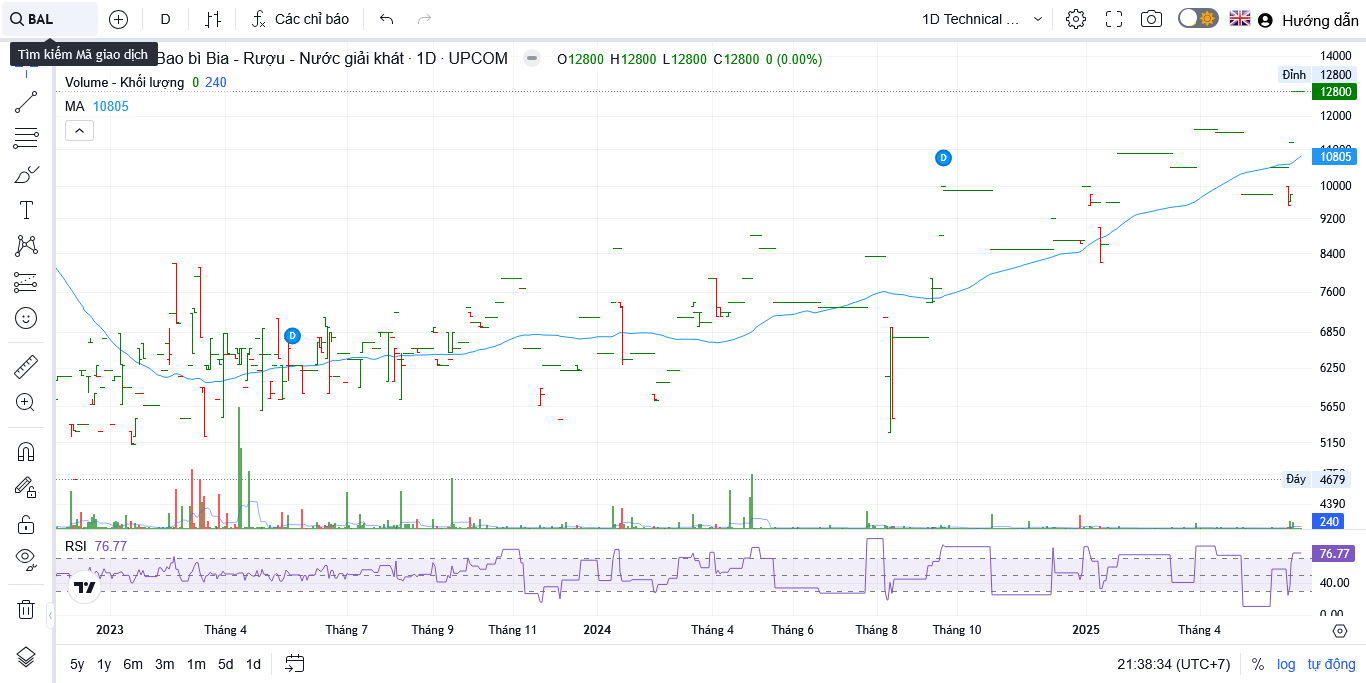 BAL
D
Các chỉ báo
1D Technical ...
Hướng dẫn
Tìm kiếm Mã giao dịch
Bao bì Bia - Rượu - Nước giải khát · 1D · UPCOM
O12800 H12800 L12800 C12800 0 (0.00%)
Volume - Khối lượng 0 240
MA 10805
14000
Đỉnh 12800
12800
12000
10805
10000
9200
8400
7600
6850
6250
5650
5150
Đáy 4679
4390
240
D
D
RSI 76.77
76.77
40.00
0.00
2023 Tháng 4 Tháng 7 Tháng 9 Tháng 11 2024 Tháng 4 Tháng 6 Tháng 8 Tháng 10 2025 Tháng 4
5y 1y 6m 3m 1m 5d 1d
21:38:34 (UTC+7) % log tự động